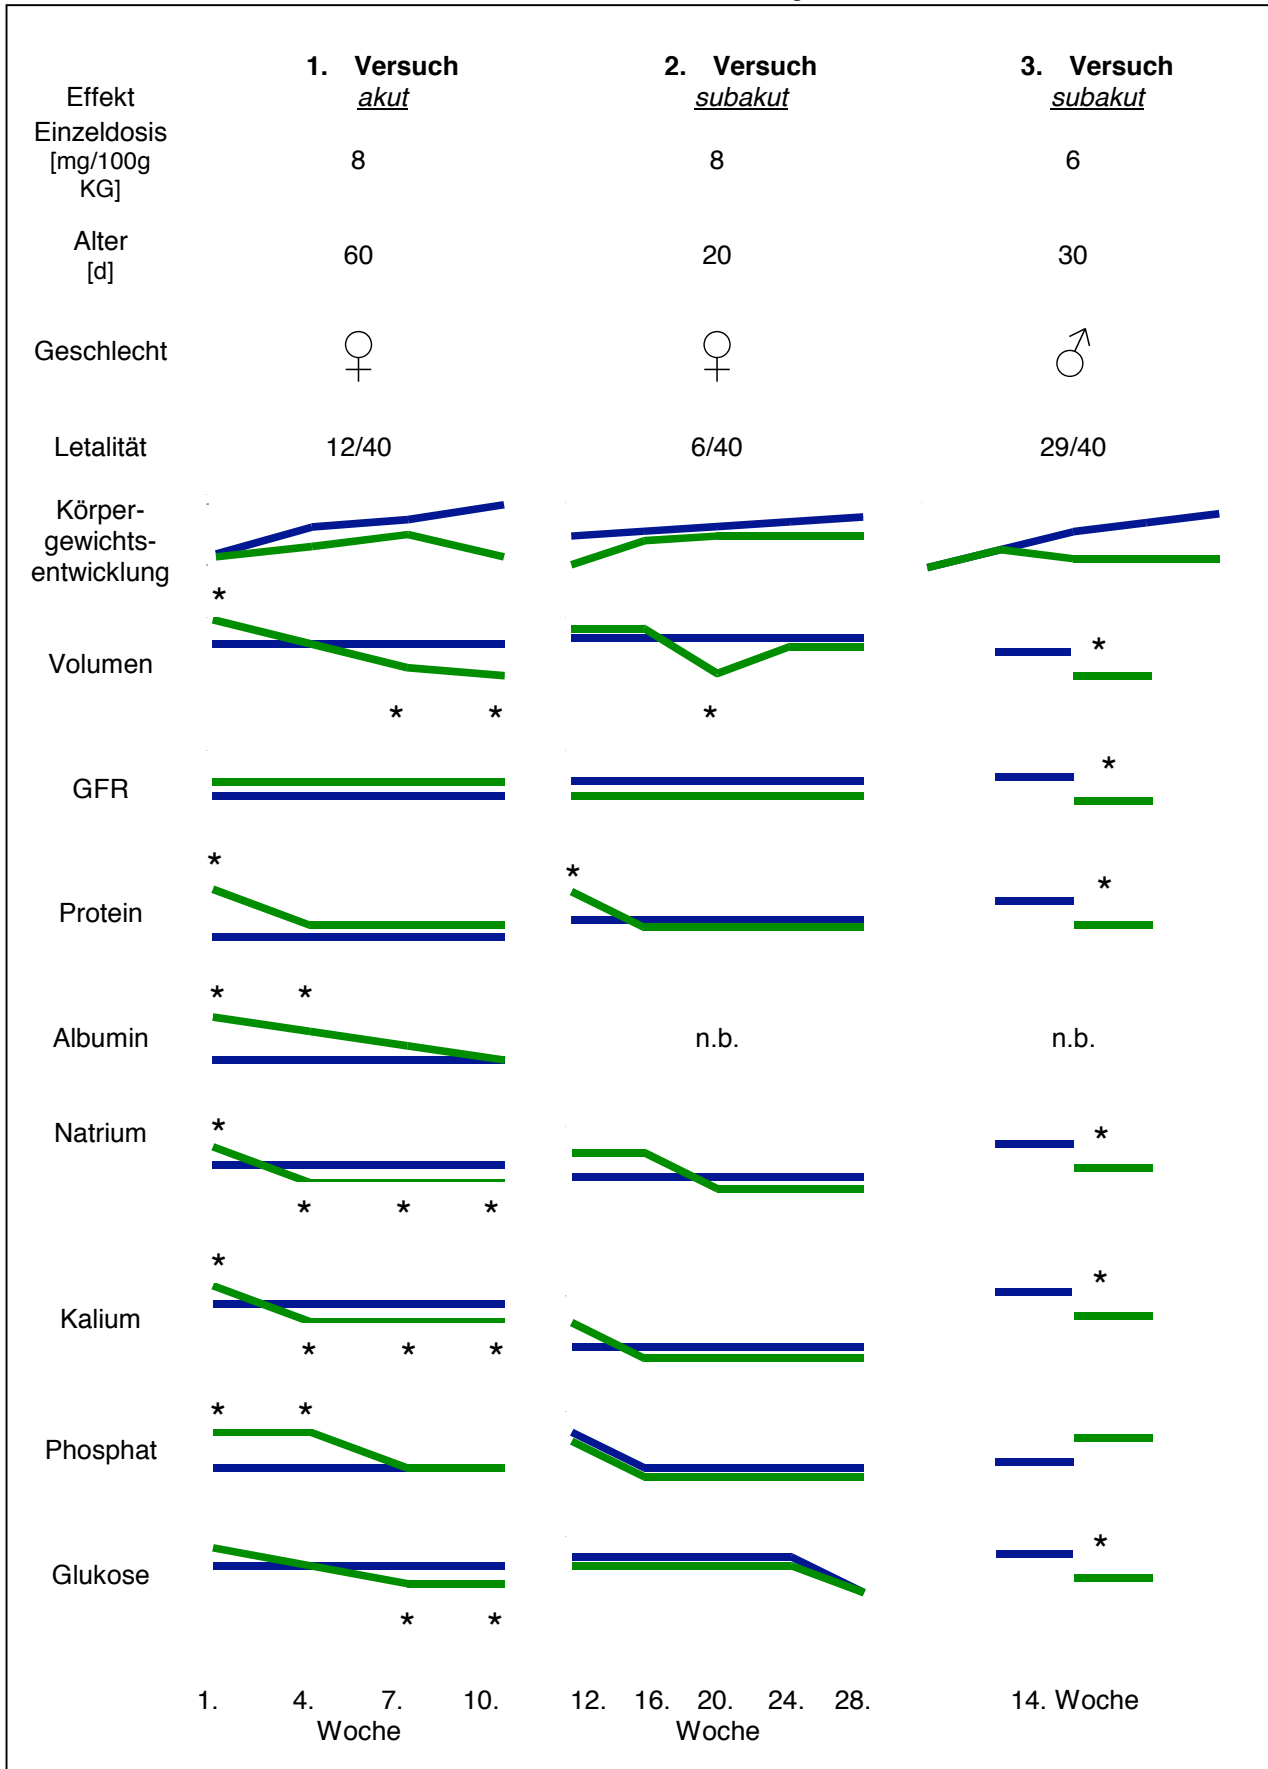 1. Versuch 2. Versuch 3. Versuch
Effekt akut subakut subakut
Einzeldosis
[mg/100g 8 8 6
KG]
Alter
60 20 30
[d]
Geschlecht ♀ ♀ ♂
Letalität 12/40 6/40 29/40
Körper-
gewichts-
entwicklung
*
Volumen *
* * *
GFR *
* *
Protein *
* *
Albumin n.b. n.b.
Natrium * *
* * *
* *
Kalium
* * *
* *
Phosphat
Glukose *
* *
1. 4. 7. 10. 12. 16. 20. 24. 28. 14. Woche
Woche Woche